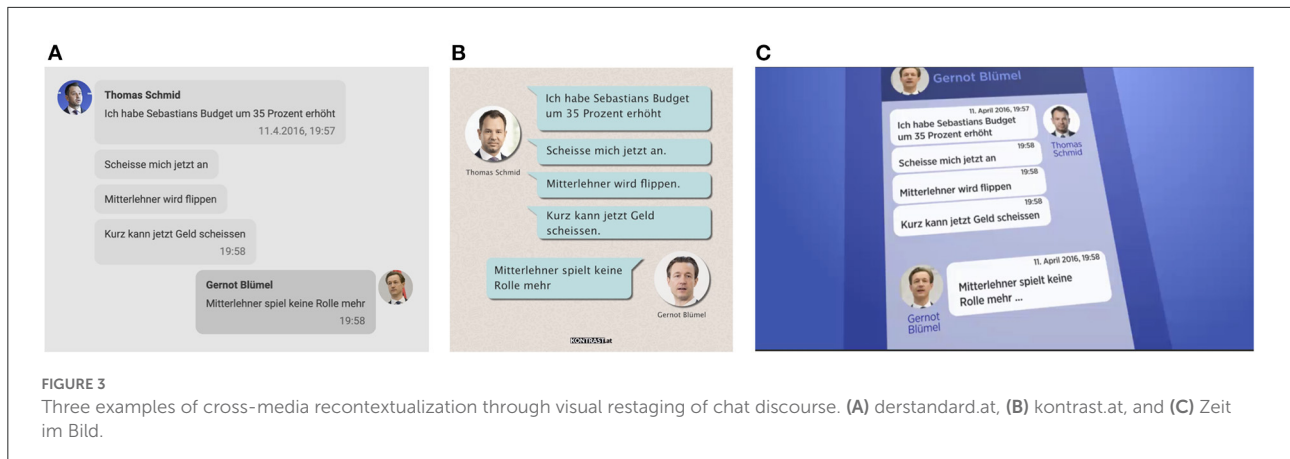 A
Thomas Schmid
Ich habe Sebastians Budget um 35 Prozent erhöht
11.4.2016, 19:57
Scheisse mich jetzt an
Mitterlehner wird flippen
Kurz kann jetzt Geld scheissen
19:58
Gernot Blümel
Mitterlehner spiel keine Rolle mehr
19:58
B
Ich habe Sebastians Budget
um 35 Prozent erhöht
Thomas Schmid
Scheisse mich jetzt an.
Mitterlehner wird flippen.
Kurz kann jetzt Geld
scheissen.
Mitterlehner spielt keine
Rolle mehr
Gernot Blümel
KONTRAST.at
C
Gernot Blümel
11. April 2016, 19:57
Ich habe Sebastians Budget
um 35 Prozent erhöht
Thomas
Schmid
19:58
Scheisse mich jetzt an
19:58
Mitterlehner wird flippen
19:58
Kurz kann jetzt Geld scheissen
11. April 2016, 19:58
Mitterlehner spielt keine
Rolle mehr ...
Gernot
Blümel
FIGURE 3
Three examples of cross-media recontextualization through visual restaging of chat discourse. (A) derstandard.at, (B) kontrast.at, and (C) Zeit
im Bild.